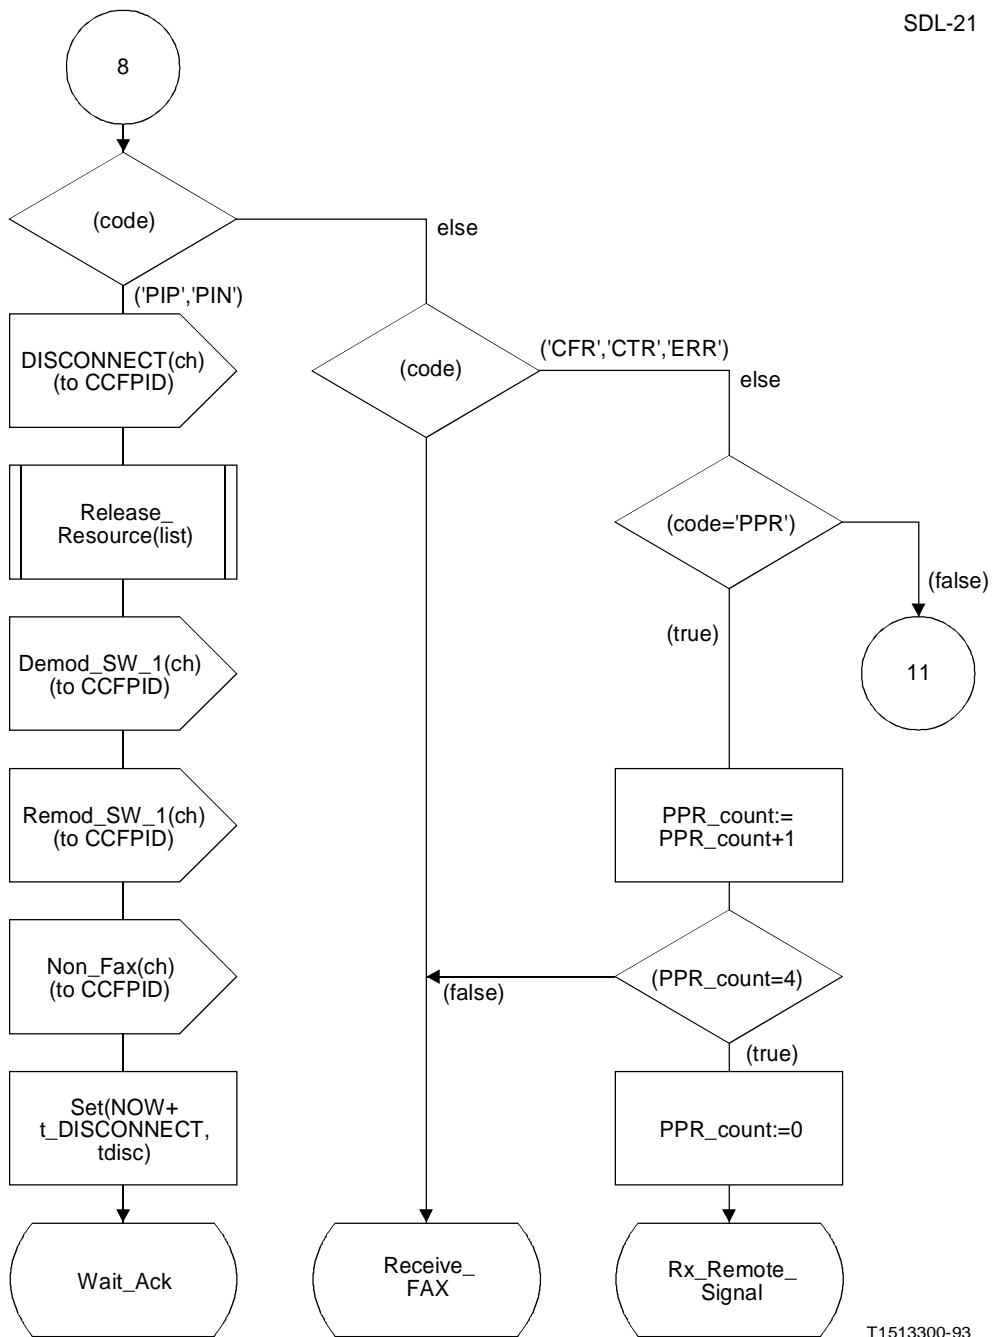 SDL-21
8
(code)
else
('PIP','PIN')
DISCONNECT(ch)
(to CCFPID)
(code)
('CFR','CTR','ERR')
else
Release_
Resource(list)
(code='PPR')
(false)
(true)
11
Demod_SW_1(ch)
(to CCFPID)
Remod_SW_1(ch)
(to CCFPID)
PPR_count:=
PPR_count+1
Non_Fax(ch)
(to CCFPID)
(PPR_count=4)
(false)
(true)
Set(NOW+
t_DISCONNECT,
tdisc)
PPR_count:=0
Wait_Ack
Receive_
FAX
Rx_Remote_
Signal
T1513300-93